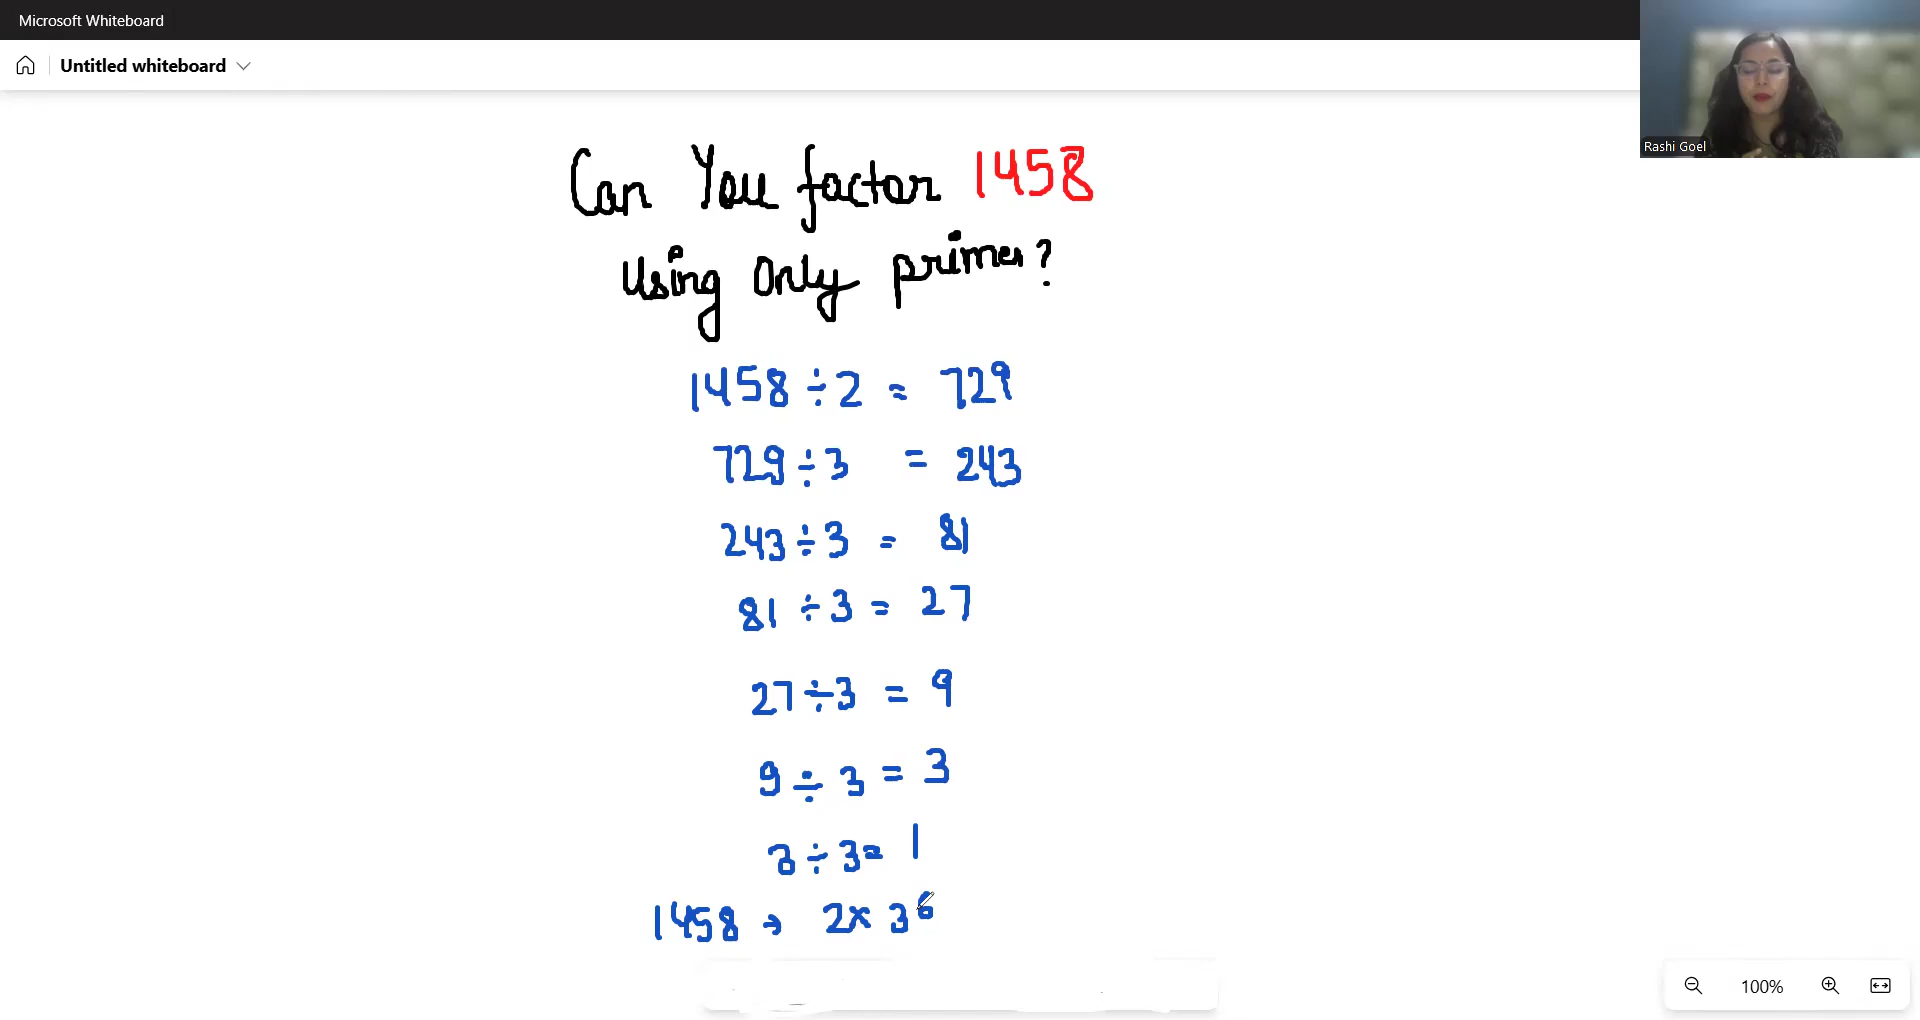 Microsoft Whiteboard
Untitled whiteboard
Rashi Goel
Can You factor 1458
Using Only primes?
1458 ÷ 2 = 729
729 ÷ 3 = 243
243 ÷ 3 = 81
81 ÷ 3 = 27
27 ÷ 3 = 9
9 ÷ 3 = 3
3 ÷ 3 = 1
1458 → 2 × 3⁶
100%